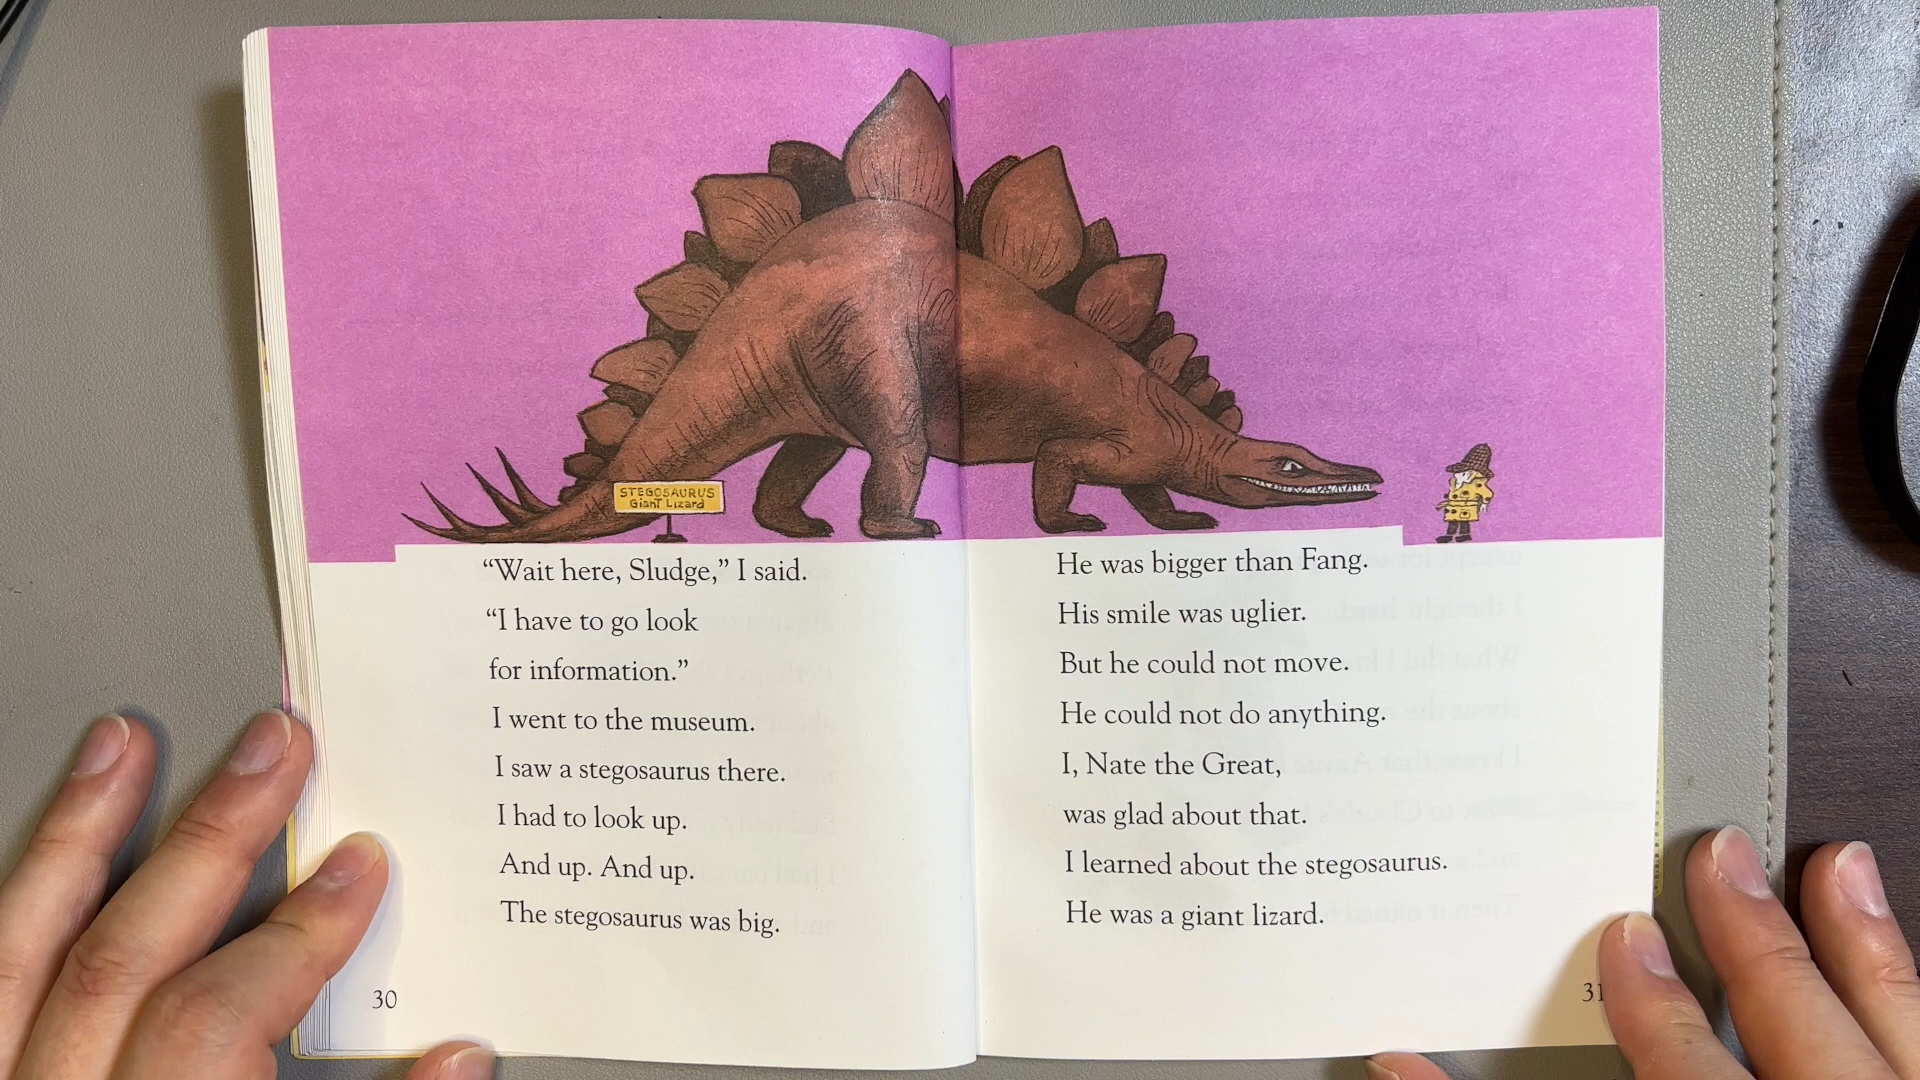 STEGOSAURUS
Giant Lizard
“Wait here, Sludge,” I said.
“I have to go look
for information.”
I went to the museum.
I saw a stegosaurus there.
I had to look up.
And up. And up.
The stegosaurus was big.
30
He was bigger than Fang.
His smile was uglier.
But he could not move.
He could not do anything.
I, Nate the Great,
was glad about that.
I learned about the stegosaurus.
He was a giant lizard.
31